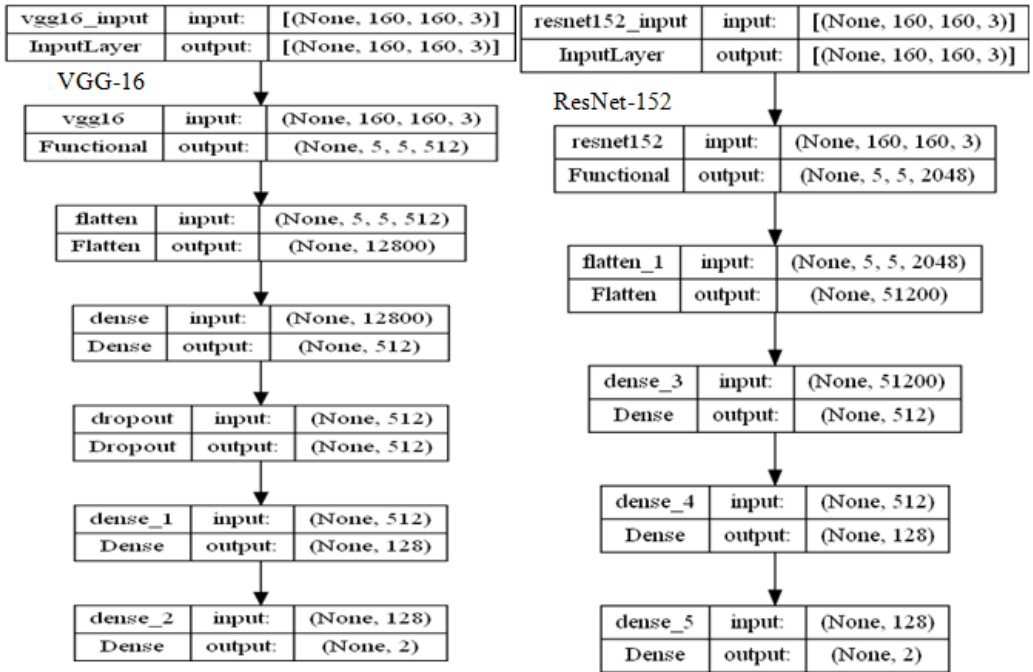 vgg16_input input: [(None, 160, 160, 3)]
InputLayer output: [(None, 160, 160, 3)]
VGG-16
vgg16 input: (None, 160, 160, 3)
Functional output: (None, 5, 5, 512)
flatten input: (None, 5, 5, 512)
Flatten output: (None, 12800)
dense input: (None, 12800)
Dense output: (None, 512)
dropout input: (None, 512)
Dropout output: (None, 512)
dense_1 input: (None, 512)
Dense output: (None, 128)
dense_2 input: (None, 128)
Dense output: (None, 2)
resnet152_input input: [(None, 160, 160, 3)]
InputLayer output: [(None, 160, 160, 3)]
ResNet-152
resnet152 input: (None, 160, 160, 3)
Functional output: (None, 5, 5, 2048)
flatten_1 input: (None, 5, 5, 2048)
Flatten output: (None, 51200)
dense_3 input: (None, 51200)
Dense output: (None, 512)
dense_4 input: (None, 512)
Dense output: (None, 128)
dense_5 input: (None, 128)
Dense output: (None, 2)